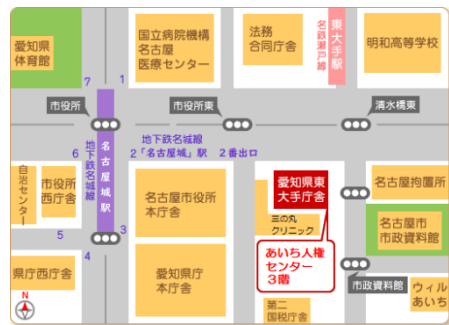 愛知県
体育館
7
1
国立病院機構
名古屋
医療センター
法務
合同庁舎
名鉄瀬戸線
東大手駅
明和高等学校
市役所
市役所東
清水橋東
地下鉄名城線
2「名古屋城」駅
2番出口
地下鉄名城線
名古屋城駅
6
自治センター
市役所
西庁舎
5
3
4
県庁西庁舎
名古屋市役所
本庁舎
愛知県庁
本庁舎
愛知県東
大手庁舎
三の丸
クリニック
あいち人権
センター
3階
第二
国税庁舎
名古屋拘置所
名古屋市
市政資料館
市政資料館
ウィル
あいち
N